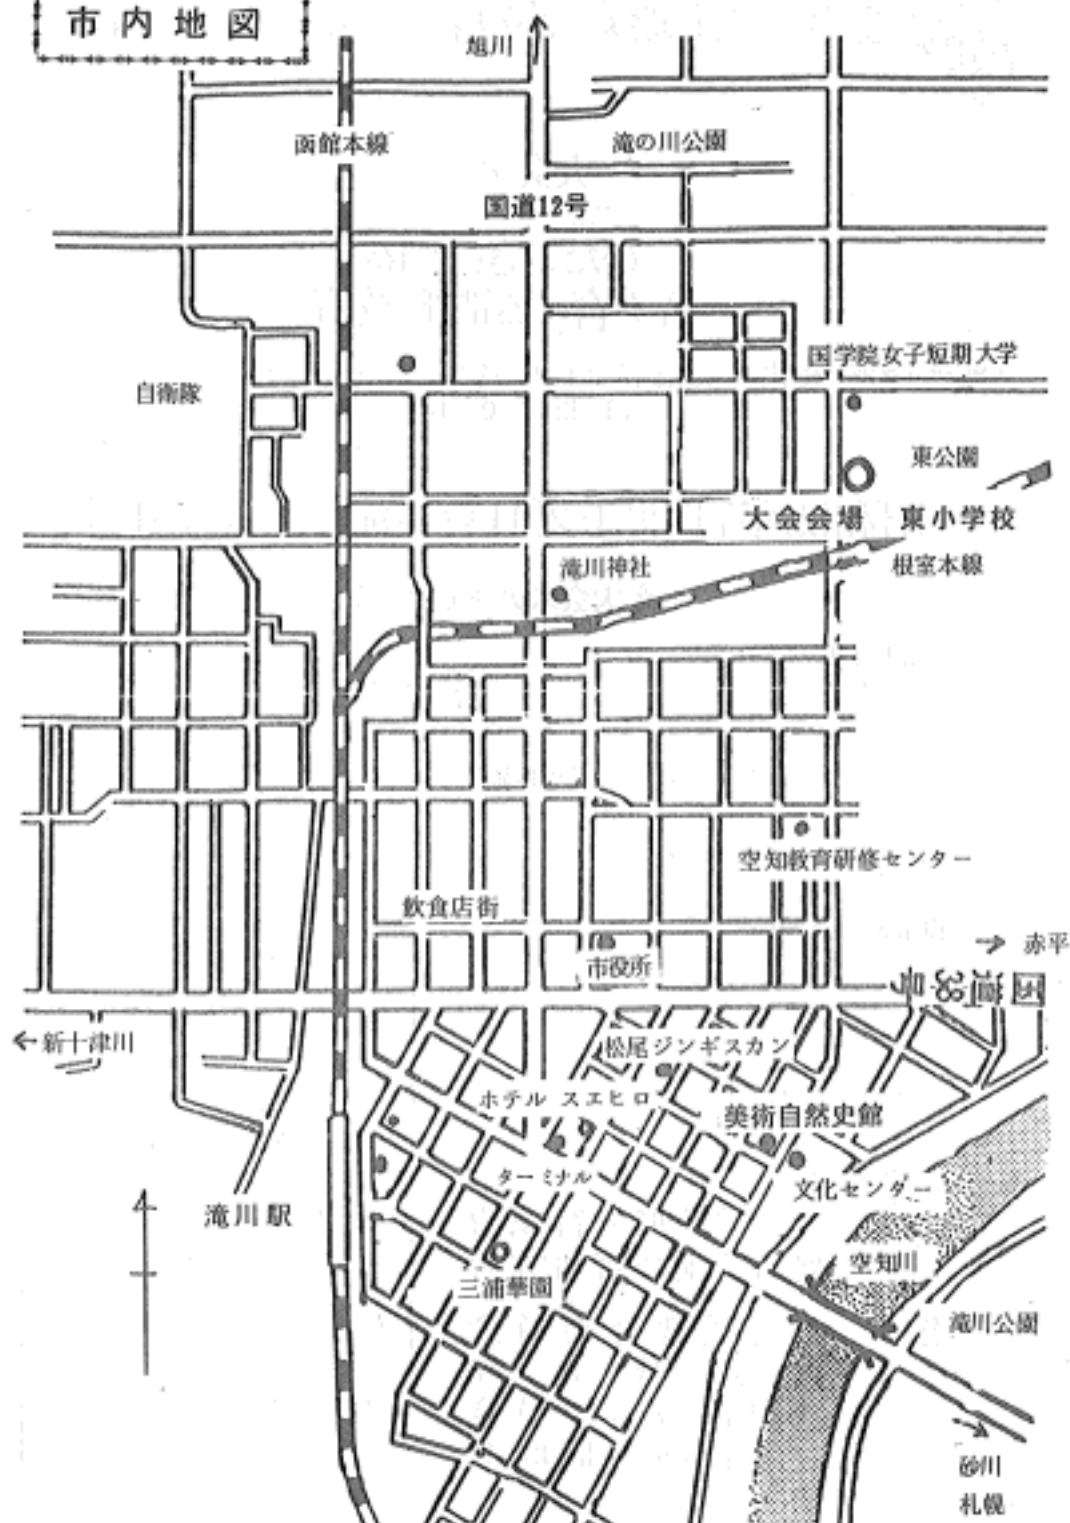 市内地図
旭川
函館本線
滝の川公園
国道12号
国学院女子短期大学
自衛隊
東公園
大会会場 東小学校
滝川神社
根室本線
空知教育研修センター
飲食店街
市役所
赤平
国道38号
新十津川
松尾ジンギスカン
ホテル スエヒロ
美術自然史館
ターミナル
文化センター
滝川駅
空知川
三浦華園
滝川公園
砂川
札幌